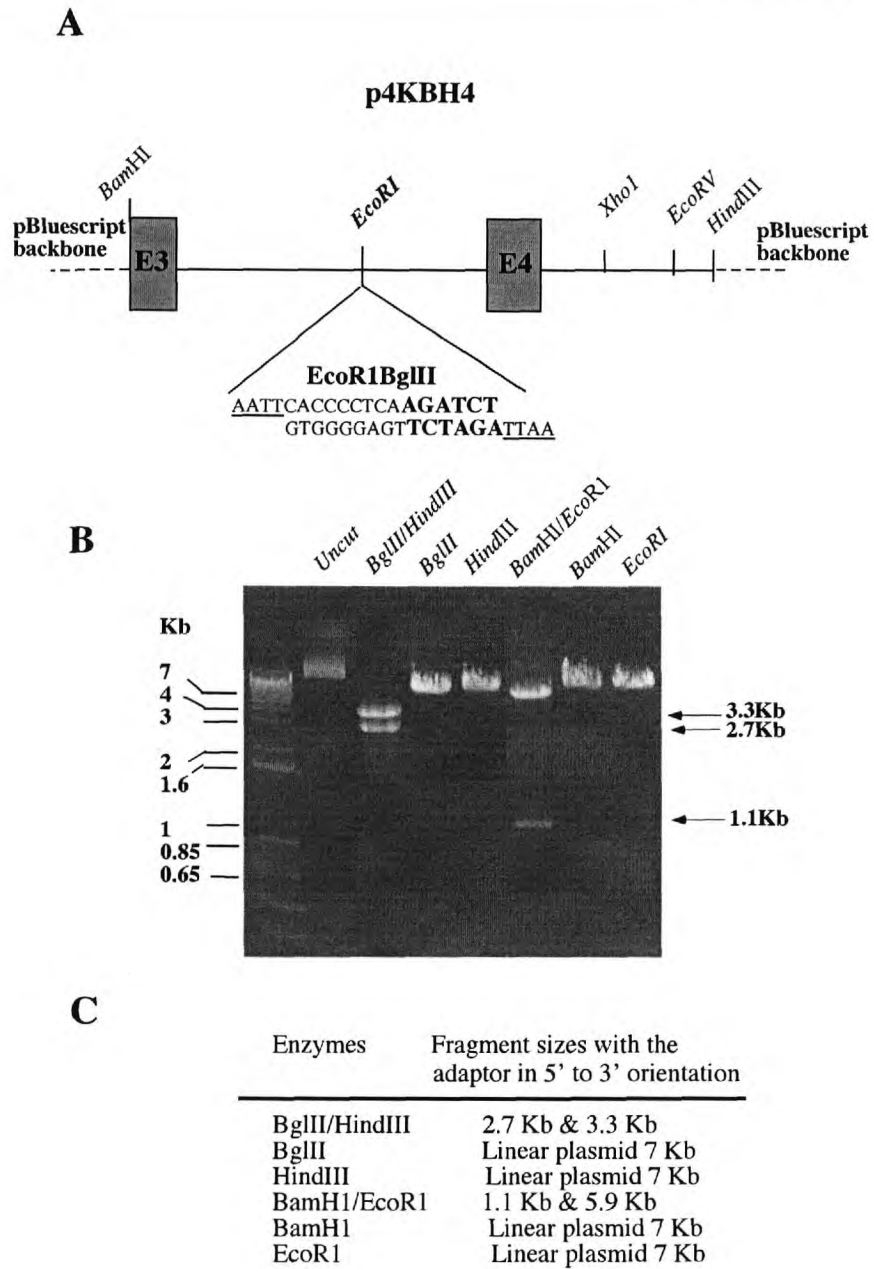 A
p4KBH4
BamHI
EcoRI
Xho1
EcoRV
HindIII
pBluescript
backbone
E3
E4
pBluescript
backbone
EcoR1BglII
AATTCACCCCTCAAGATCT
GTGGGGAGTTCTAGATTAA
B
Uncut
BglII/HindIII
BglII
HindIII
BamHI/EcoR1
BamHI
EcoRI
Kb
7
4
3
2
1.6
1
0.85
0.65
3.3Kb
2.7Kb
1.1Kb
C
Enzymes Fragment sizes with the
adaptor in 5' to 3' orientation
BglII/HindIII 2.7 Kb & 3.3 Kb
BglII Linear plasmid 7 Kb
HindIII Linear plasmid 7 Kb
BamH1/EcoR1 1.1 Kb & 5.9 Kb
BamH1 Linear plasmid 7 Kb
EcoR1 Linear plasmid 7 Kb